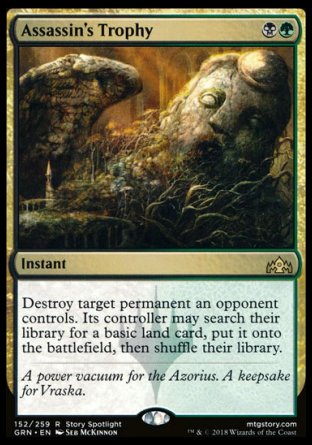 Assassin's Trophy
Instant
Destroy target permanent an opponent
controls. Its controller may search their
library for a basic land card, put it onto
the battlefield, then shuffle their library.
A power vacuum for the Azorius. A keepsake
for Vraska.
152/259 R Story Spotlight
GRN • EN Seb McKinnon
mtgstory.com
™ & © 2018 Wizards of the Coast